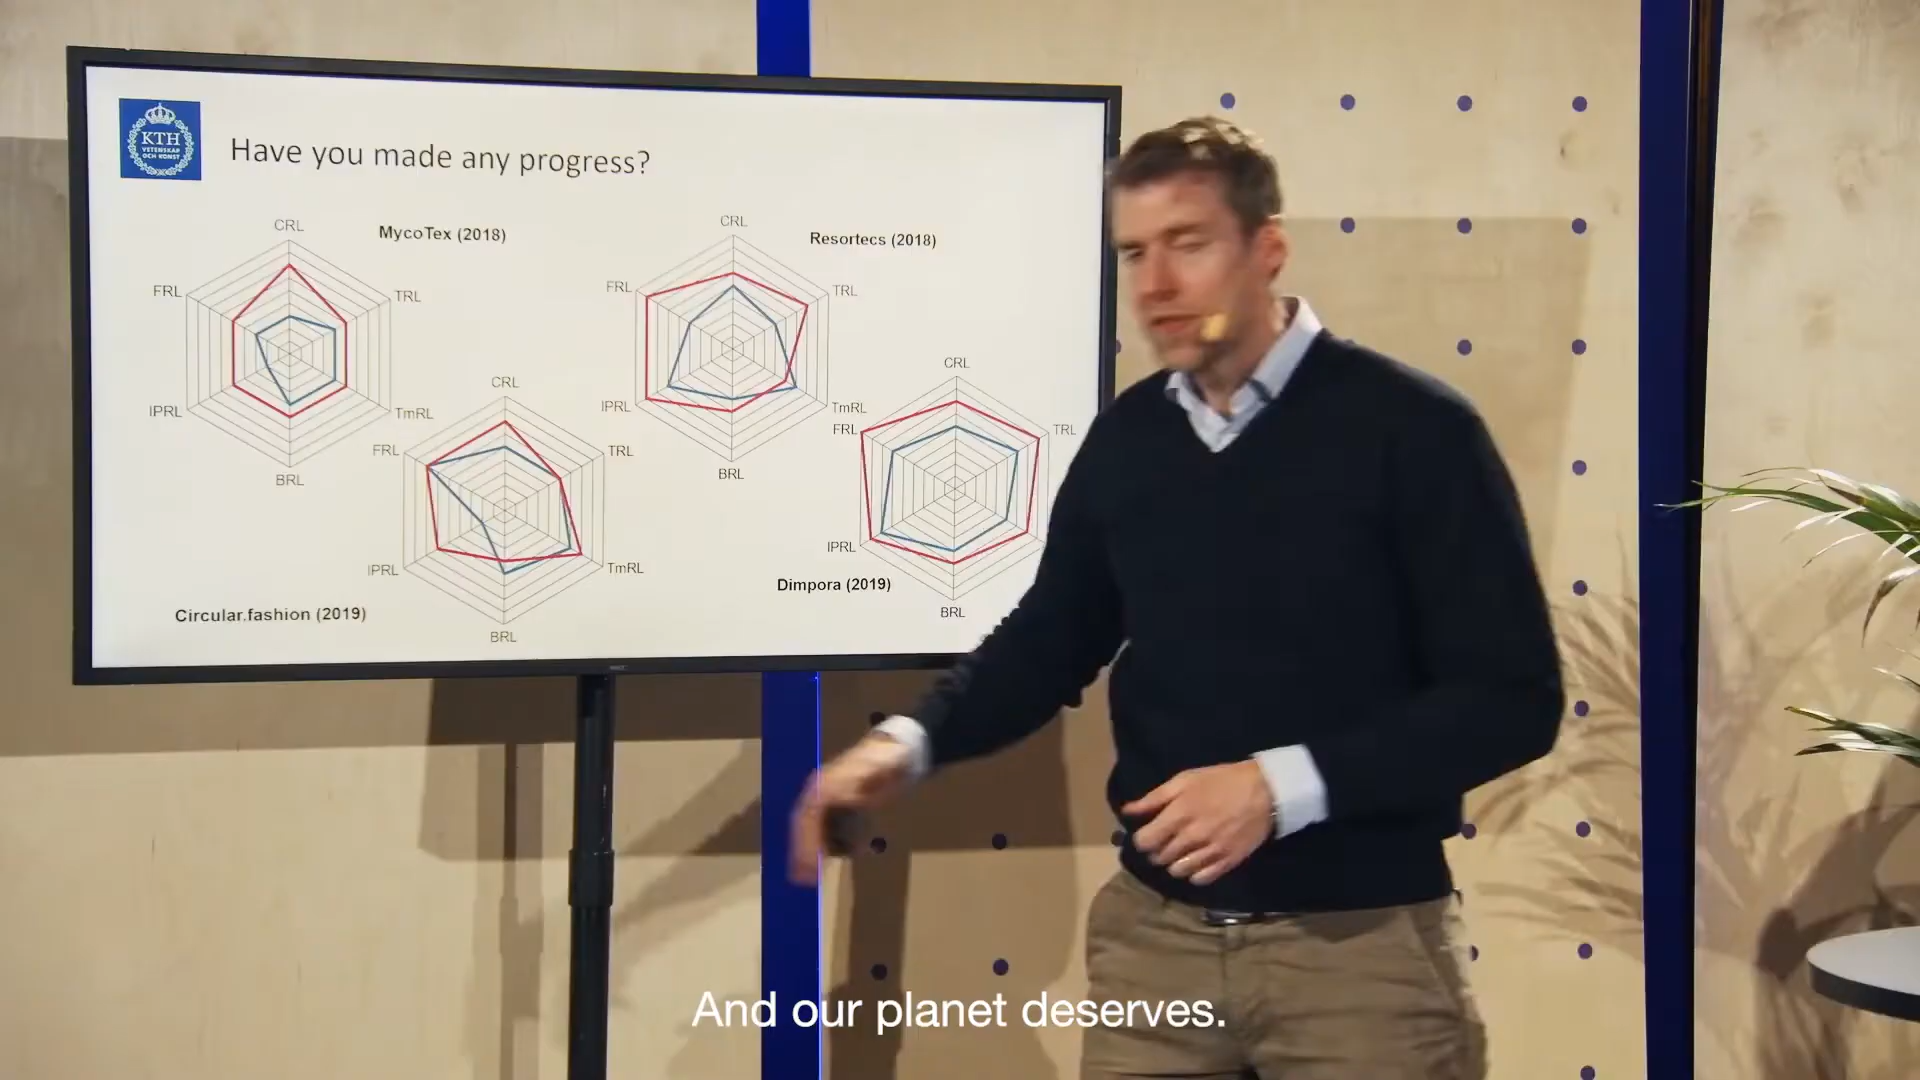 KTH
VETENSKAP
OCH KONST
Have you made any progress?
MycoTex (2018)
CRL
TRL
TmRL
BRL
IPRL
FRL
Resortecs (2018)
CRL
TRL
TmRL
BRL
IPRL
FRL
Circular.fashion (2019)
CRL
TRL
TmRL
BRL
IPRL
FRL
Dimpora (2019)
CRL
TRL
BRL
IPRL
FRL
And our planet deserves.